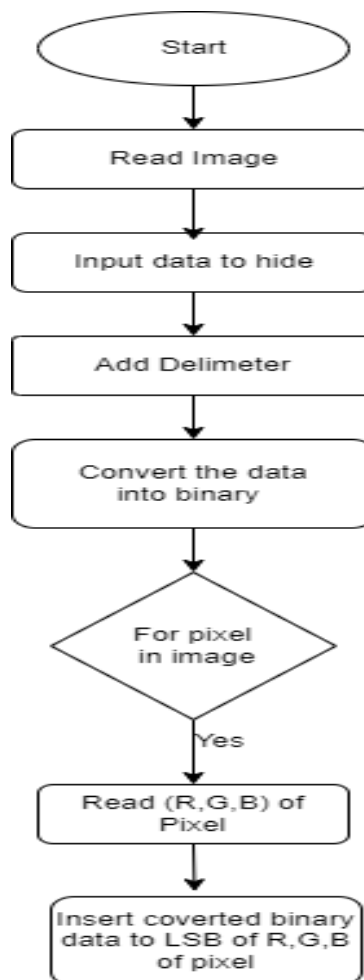 Start
Read Image
Input data to hide
Add Delimeter
Convert the data
into binary
For pixel
in image
Yes
Read (R,G,B) of
Pixel
Insert coverted binary
data to LSB of R,G,B
of pixel